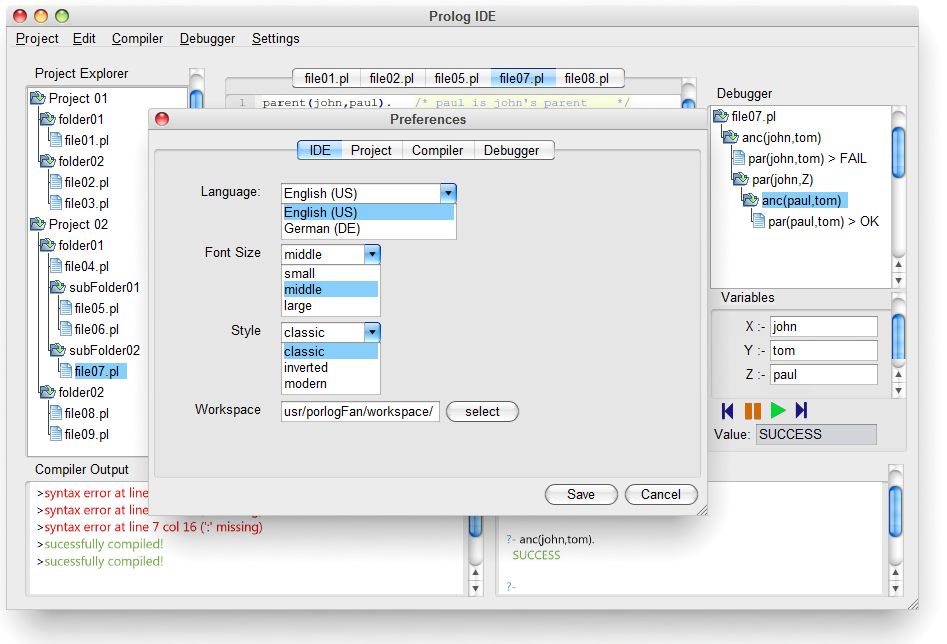 Prolog IDE
Project Edit Compiler Debugger Settings
Project Explorer
Project 01
folder01
file01.pl
folder02
file02.pl
file03.pl
Project 02
folder01
file04.pl
subFolder01
file05.pl
file06.pl
subFolder02
file07.pl
folder02
file08.pl
file09.pl
file01.pl file02.pl file05.pl file07.pl file08.pl
1 parent(john,paul). /* paul is john's parent */
Preferences
IDE Project Compiler Debugger
Language: English (US)
English (US)
German (DE)
Font Size middle
small
middle
large
Style classic
classic
inverted
modern
Workspace usr/porlogFan/workspace/ select
Save Cancel
Debugger
file07.pl
anc(john,tom)
par(john,tom) > FAIL
par(john,Z)
anc(paul,tom)
par(paul,tom) > OK
Variables
X :- john
Y :- tom
Z :- paul
Value: SUCCESS
Compiler Output
>syntax error at line
>syntax error at line
>syntax error at line 7 col 16 (':' missing)
>sucessfully compiled!
>sucessfully compiled!
?- anc(john,tom).
SUCCESS
?-